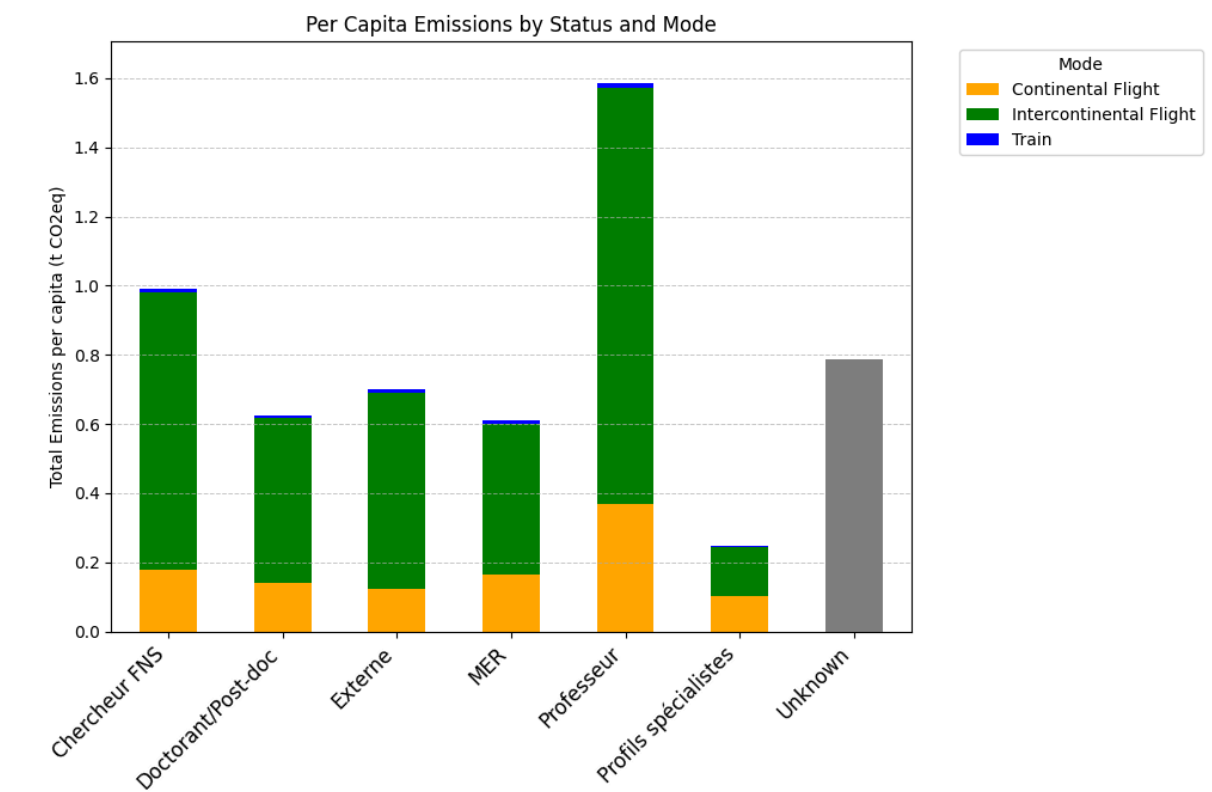 Per Capita Emissions by Status and Mode
Total Emissions per capita (t CO2eq)
1.6
1.4
1.2
1.0
0.8
0.6
0.4
0.2
0.0
Chercheur FNS
Doctorant/Post-doc
Externe
MER
Professeur
Profils spécialistes
Unknown
Mode
Continental Flight
Intercontinental Flight
Train